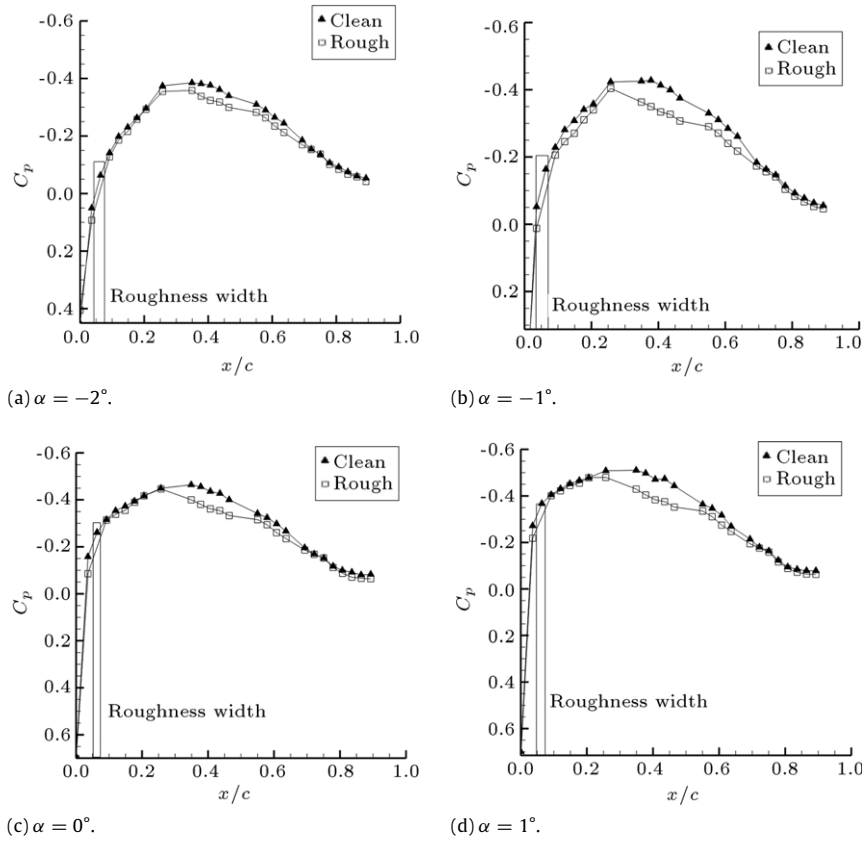 -0.6
-0.4
-0.2
0.0
0.2
0.4
C_p
Clean
Rough
Roughness width
0.0 0.2 0.4 0.6 0.8 1.0
x/c
(a) α = −2°.
-0.6
-0.4
-0.2
0.0
0.2
C_p
Clean
Rough
Roughness width
0.0 0.2 0.4 0.6 0.8 1.0
x/c
(b) α = −1°.
-0.6
-0.4
-0.2
0.0
0.2
0.4
0.6
C_p
Clean
Rough
Roughness width
0.0 0.2 0.4 0.6 0.8 1.0
x/c
(c) α = 0°.
-0.6
-0.4
-0.2
0.0
0.2
0.4
0.6
C_p
Clean
Rough
Roughness width
0.0 0.2 0.4 0.6 0.8 1.0
x/c
(d) α = 1°.